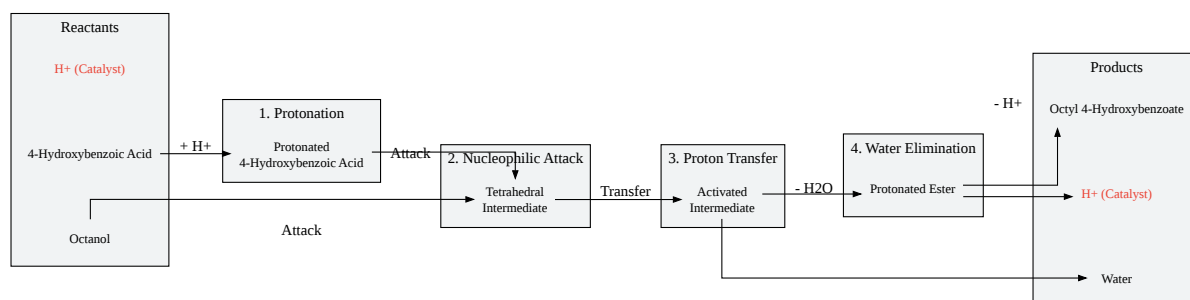 Reactants
H+ (Catalyst)
4-Hydroxybenzoic Acid
Octanol
+ H+
1. Protonation
Protonated
4-Hydroxybenzoic Acid
Attack
Attack
2. Nucleophilic Attack
Tetrahedral
Intermediate
Transfer
3. Proton Transfer
Activated
Intermediate
- H2O
4. Water Elimination
Protonated Ester
- H+
Products
Octyl 4-Hydroxybenzoate
H+ (Catalyst)
Water